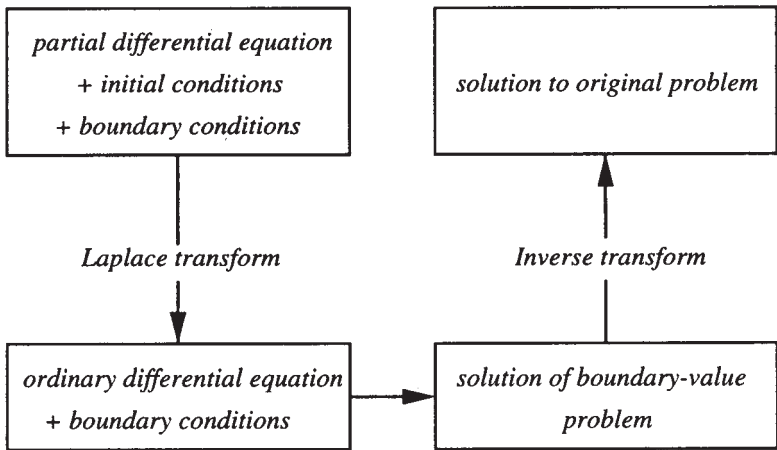 partial differential equation
+ initial conditions
+ boundary conditions
solution to original problem
Laplace transform
Inverse transform
ordinary differential equation
+ boundary conditions
solution of boundary-value
problem